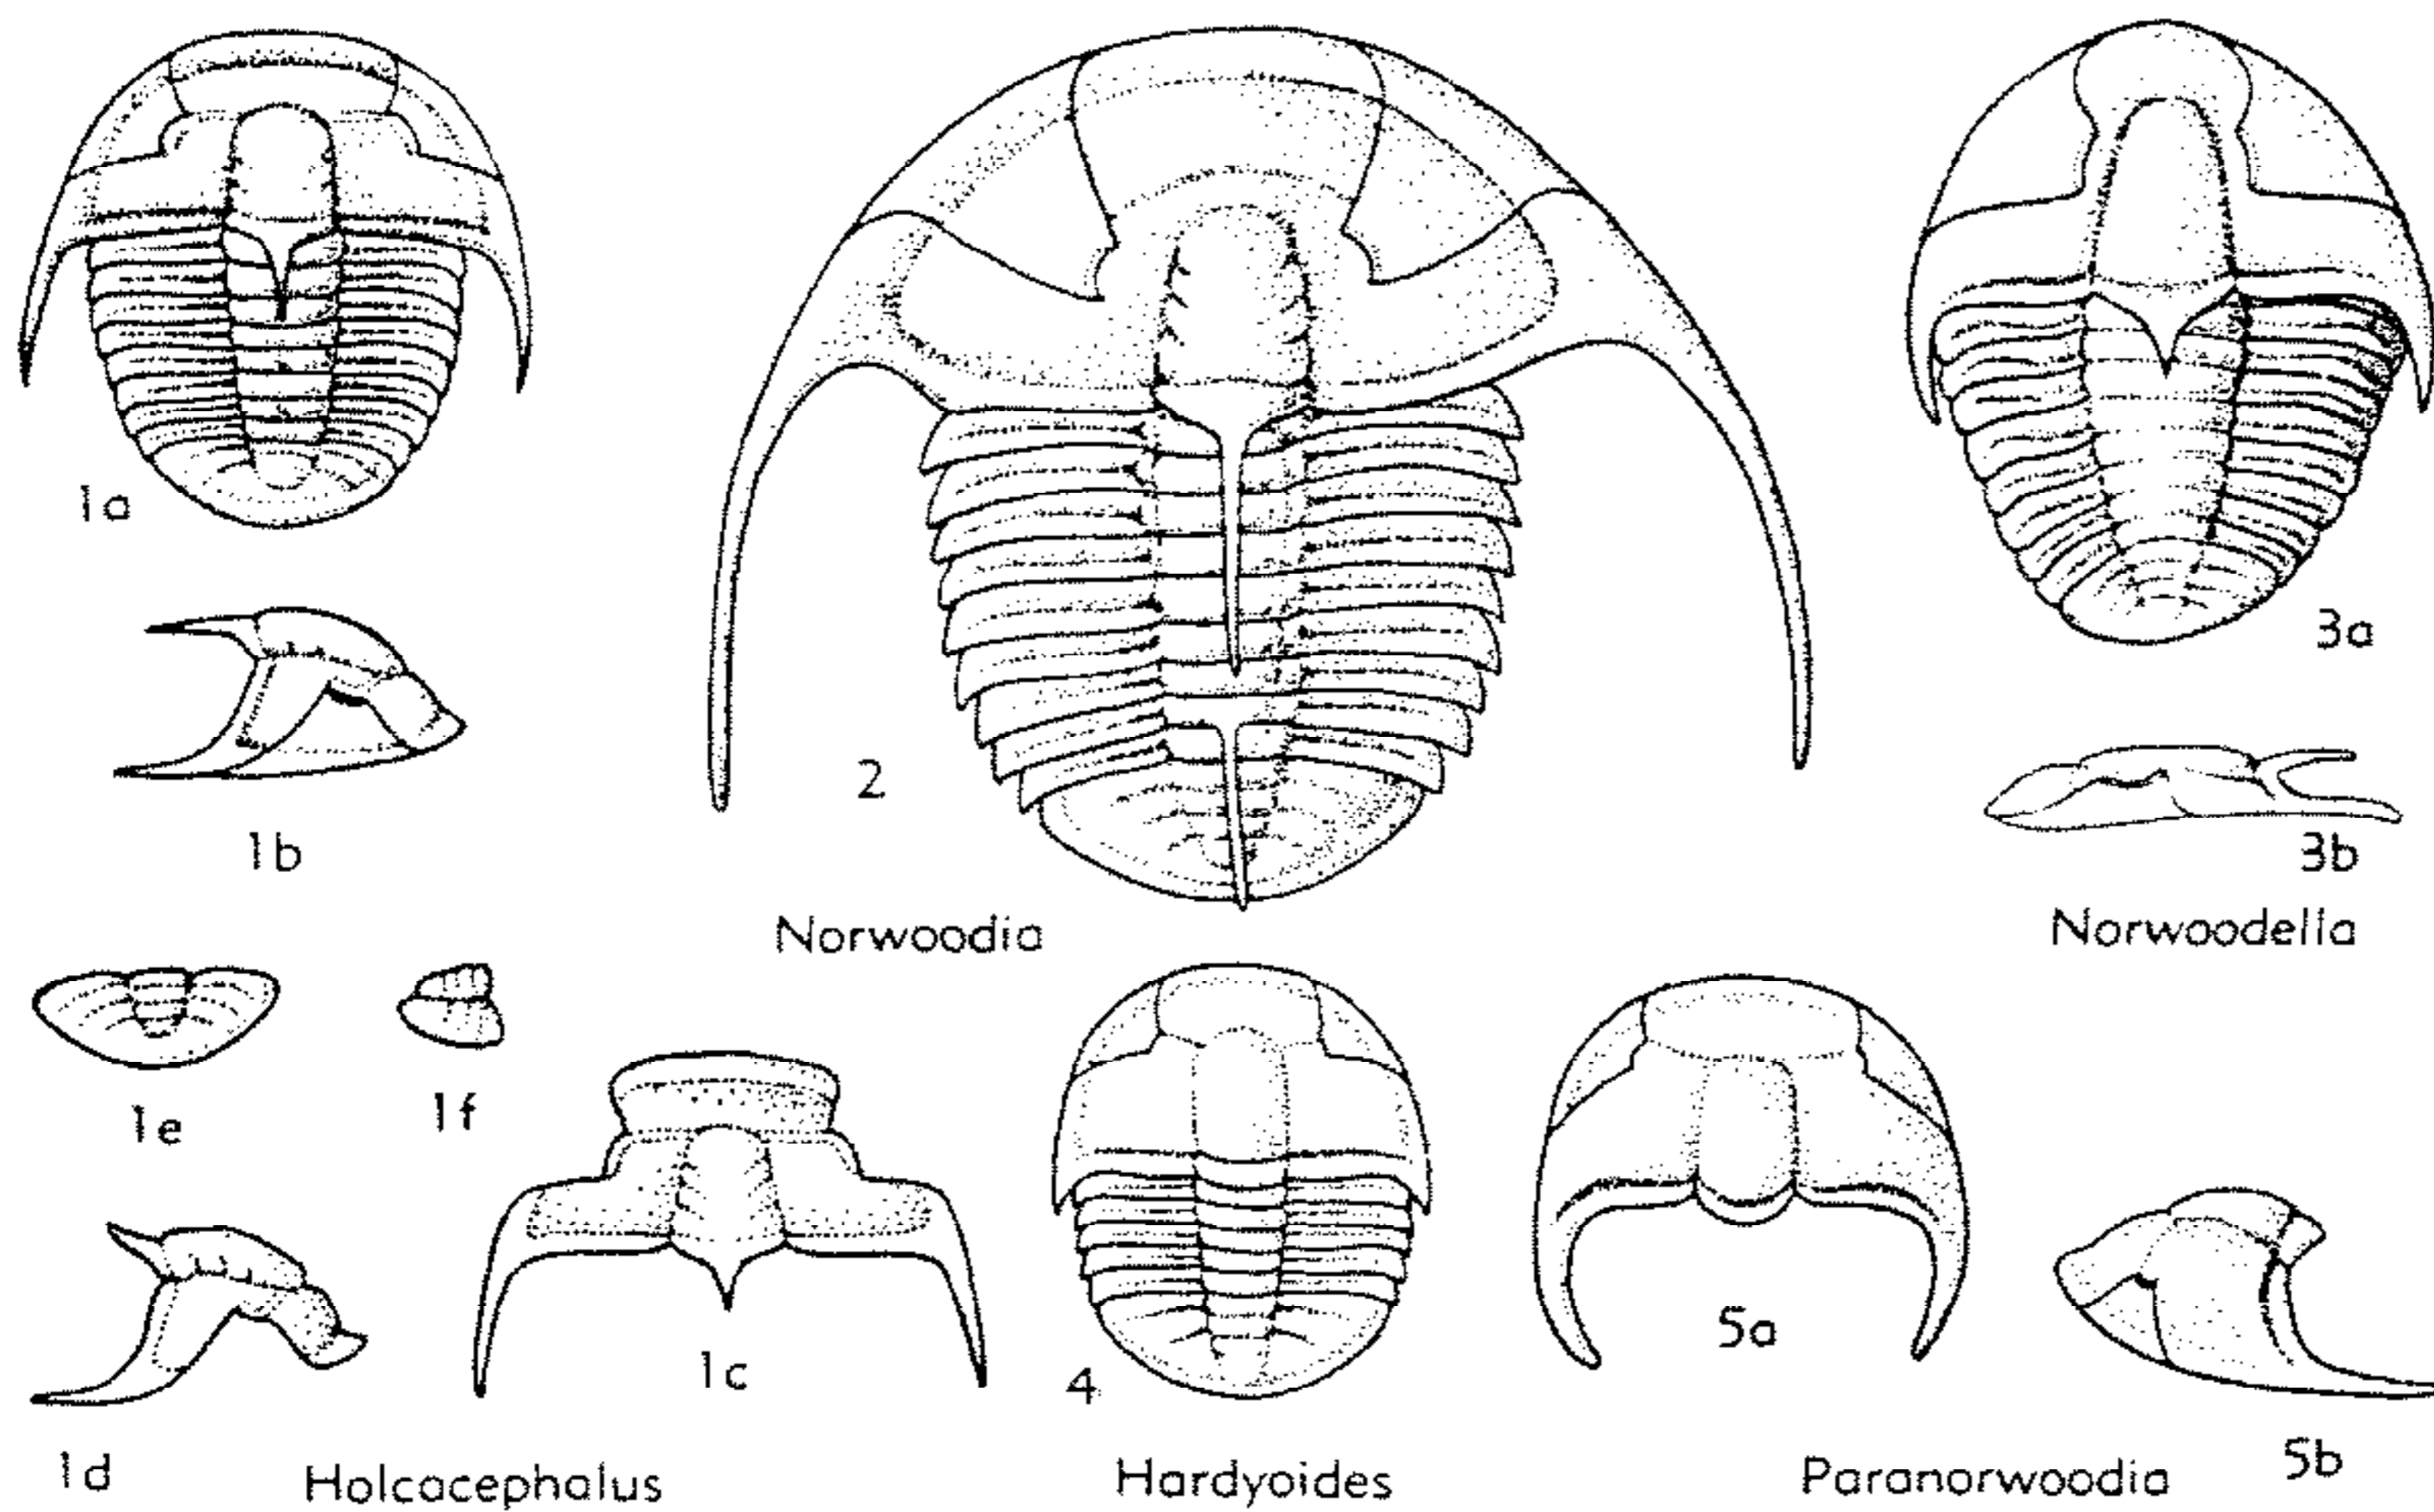 1a
2
3a
1b
3b
Norwoodia
Norwoodella
1e
1f
1c
4
5a
1d
5b
Holcacephalus
Hardyoides
Paranorwoodia